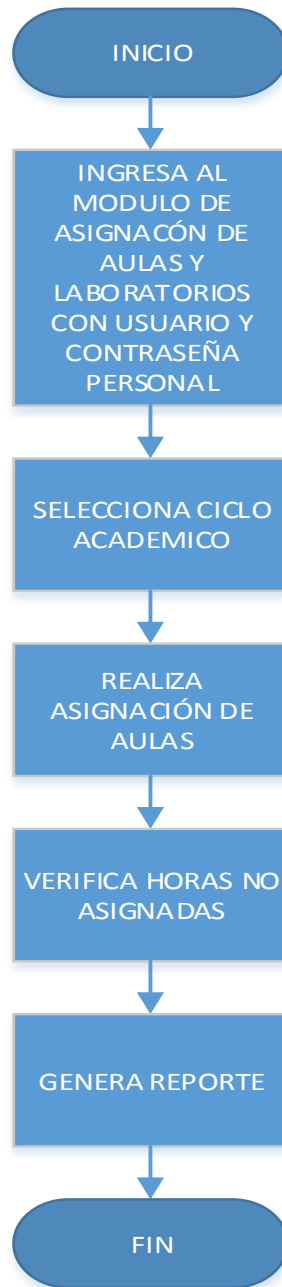 INICIO
INGRESA AL
MODULO DE
ASIGNACÓN DE
AULAS Y
LABORATORIOS
CON USUARIO Y
CONTRASEÑA
PERSONAL
SELECCIONA CICLO
ACADEMICO
REALIZA
ASIGNACIÓN DE
AULAS
VERIFICA HORAS NO
ASIGNADAS
GENERA REPORTE
FIN